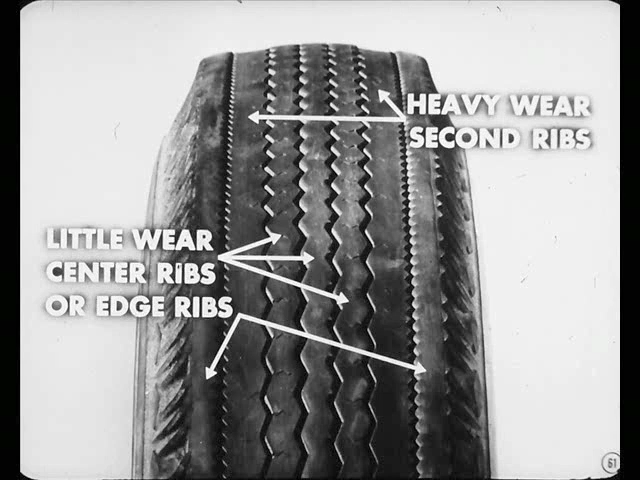 HEAVY WEAR
SECOND RIBS
LITTLE WEAR
CENTER RIBS
OR EDGE RIBS
61